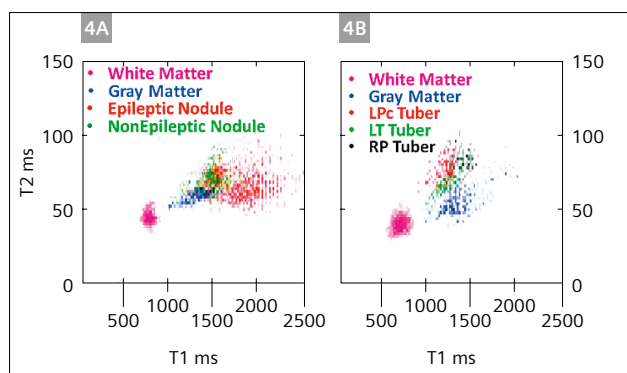 4A
150
White Matter
Gray Matter
Epileptic Nodule
NonEpileptic Nodule
100
50
0
T2 ms
500 1000 1500 2000 2500
T1 ms
4B
White Matter
Gray Matter
LPc Tuber
LT Tuber
RP Tuber
150
100
50
0
500 1000 1500 2000 2500
T1 ms